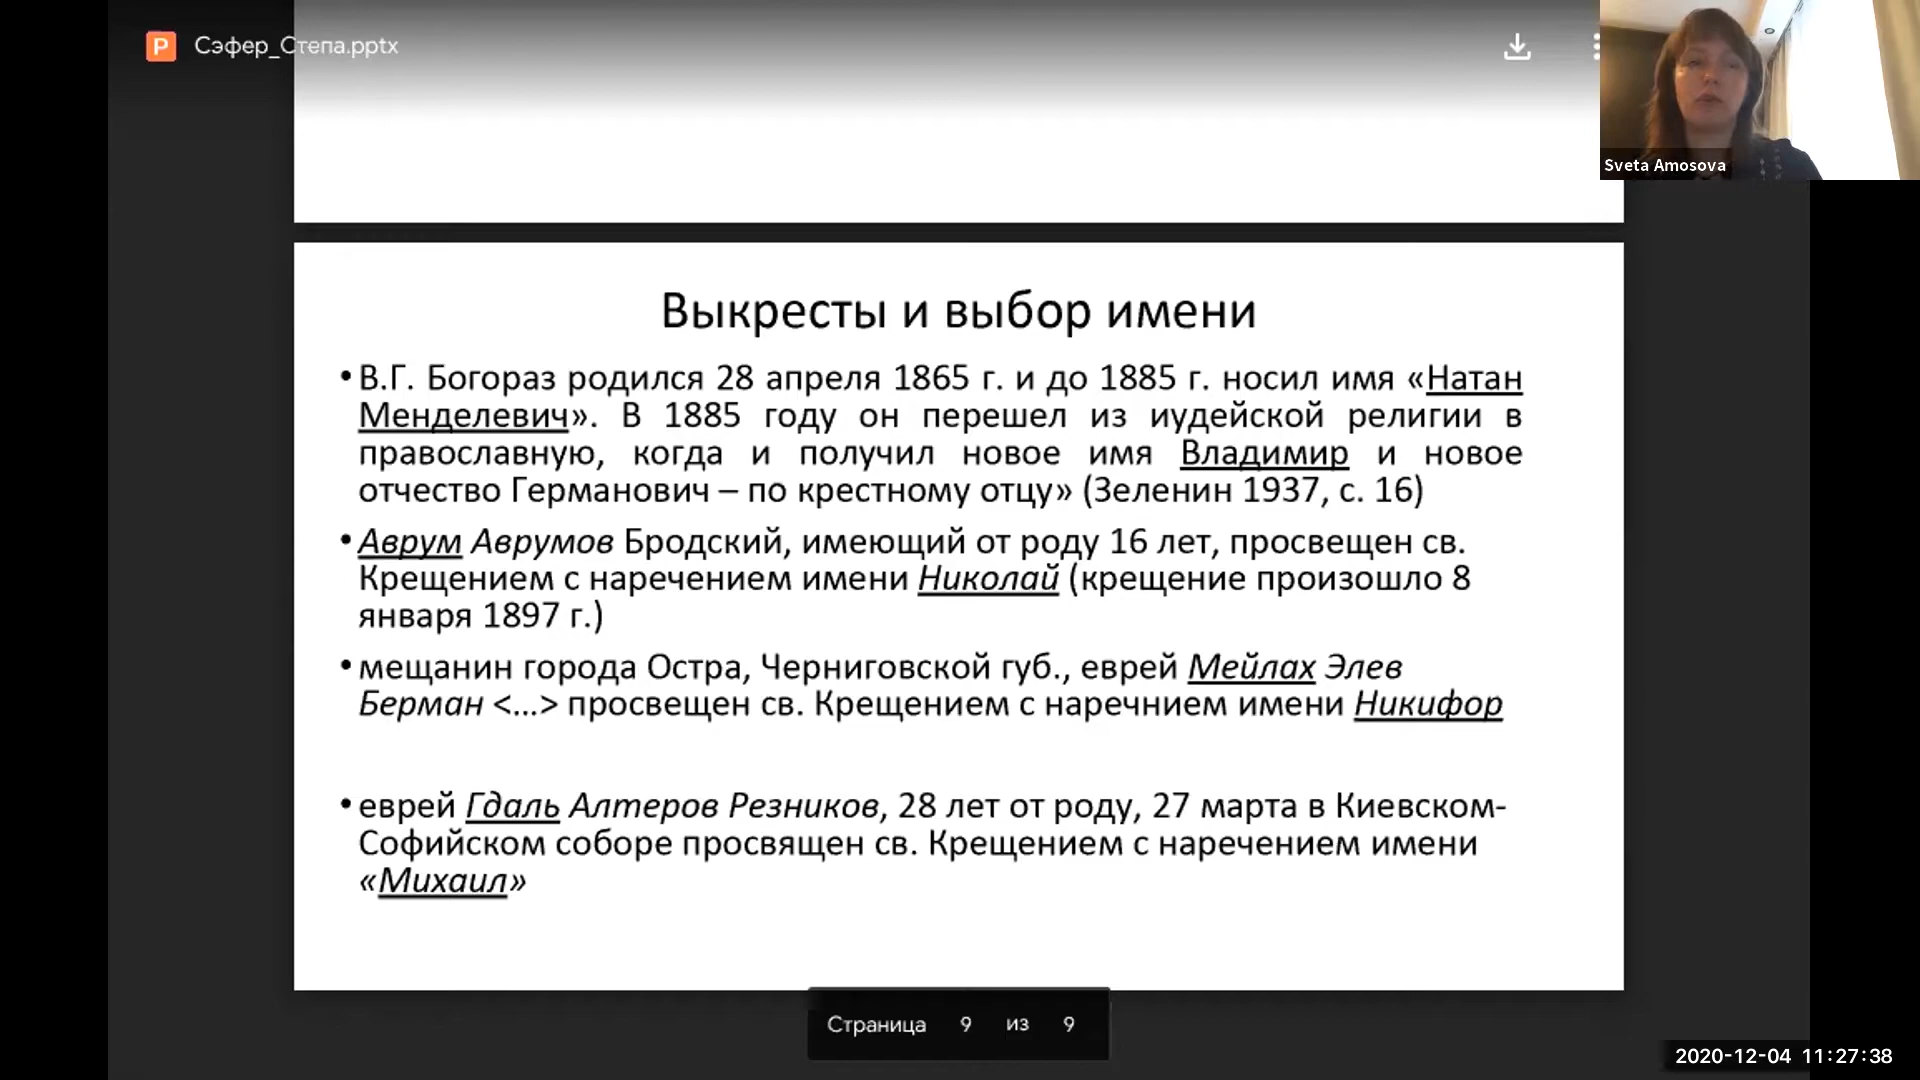 Сэфер_Степа.pptx
Sveta Amosova
Выкресты и выбор имени
•В.Г. Богораз родился 28 апреля 1865 г. и до 1885 г. носил имя «Натан
Менделевич». В 1885 году он перешел из иудейской религии в
православную, когда и получил новое имя Владимир и новое
отчество Германович – по крестному отцу» (Зеленин 1937, с. 16)
•Аврум Аврумов Бродский, имеющий от роду 16 лет, просвещен св.
Крещением с наречением имени Николай (крещение произошло 8
января 1897 г.)
•мещанин города Остра, Черниговской губ., еврей Мейлах Элев
Берман <...> просвещен св. Крещением с наречнием имени Никифор
•еврей Гдаль Алтеров Резников, 28 лет от роду, 27 марта в Киевском-
Софийском соборе просвящен св. Крещением с наречением имени
«Михаил»
Страница 9 из 9
2020-12-04 11:27:38